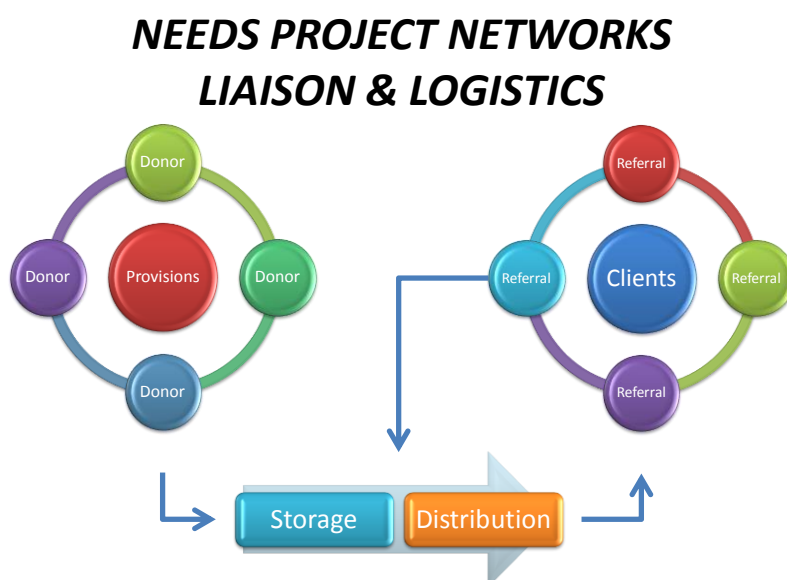 NEEDS PROJECT NETWORKS
LIAISON & LOGISTICS
Donor
Donor
Provisions
Donor
Donor
Referral
Referral
Clients
Referral
Referral
Storage
Distribution